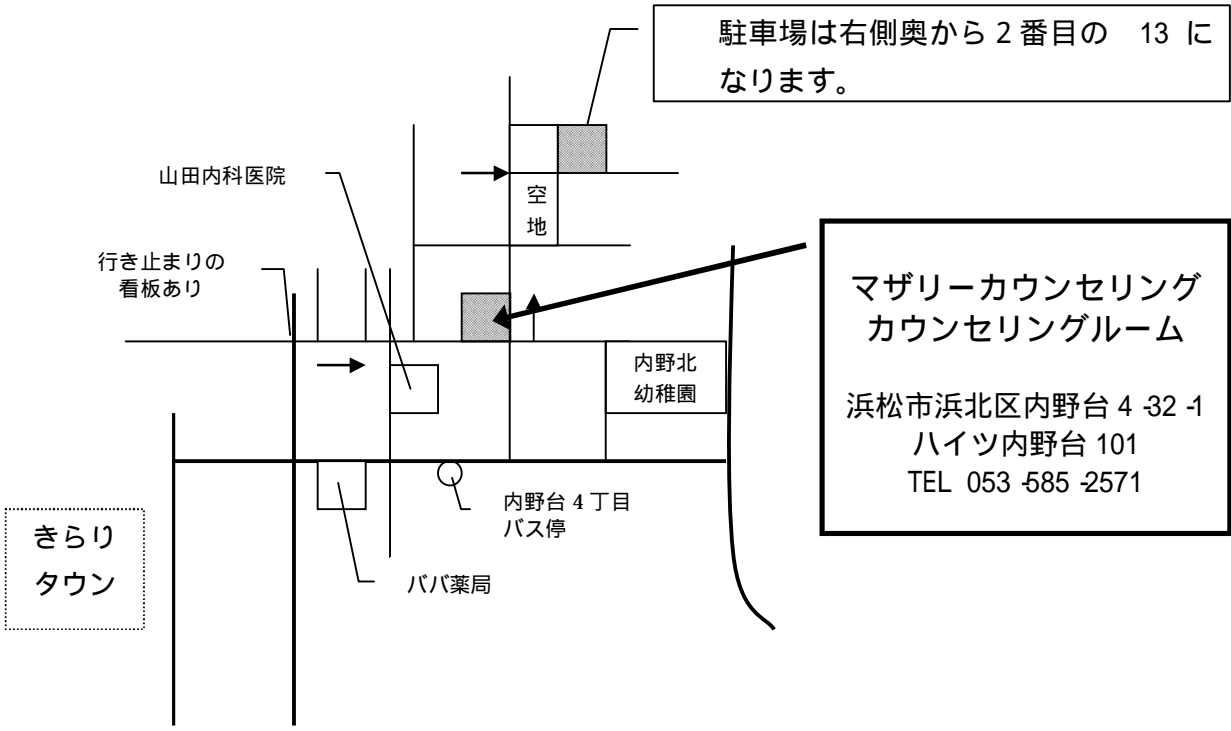 駐車場は右側奥から2番目の　13 に
なります。
山田内科医院
空
地
行き止まりの
看板あり
マザリーカウンセリング
カウンセリングルーム
浜松市浜北区内野台 4 -32 -1
ハイツ内野台 101
TEL 053 -585 -2571
内野北
幼稚園
内野台 4 丁目
バス停
きらり
タウン
ババ薬局